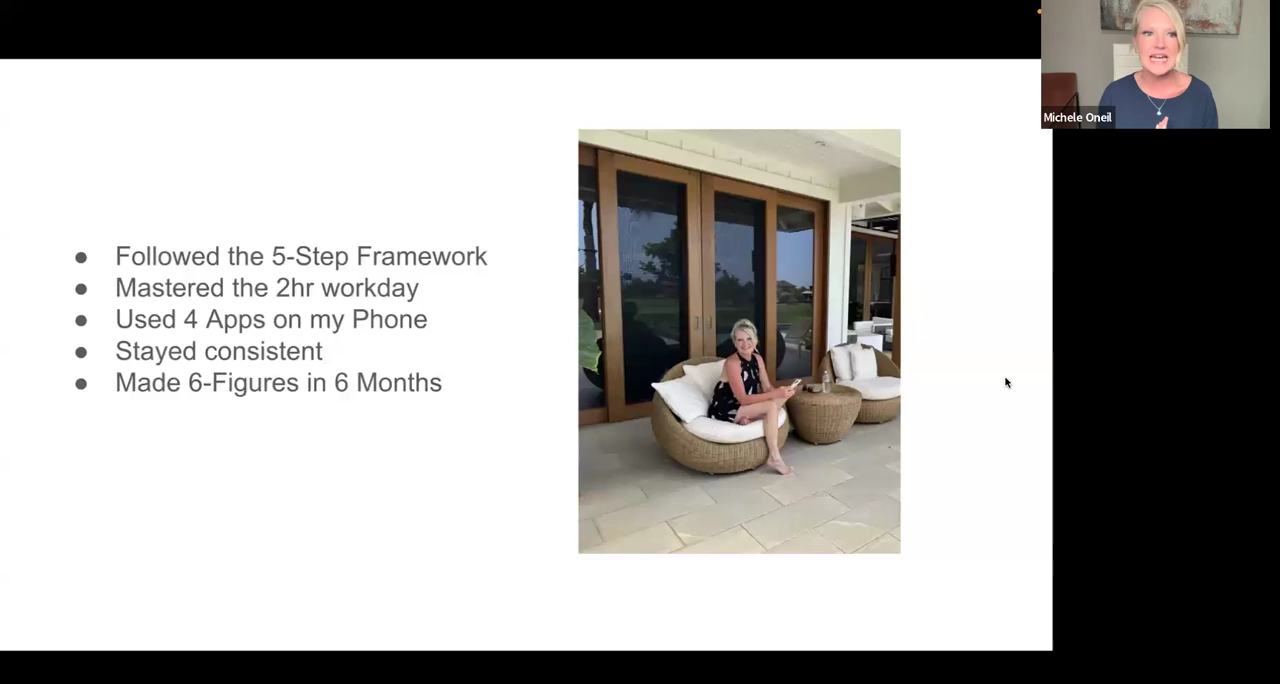 Michele Oneil
● Followed the 5-Step Framework
● Mastered the 2hr workday
● Used 4 Apps on my Phone
● Stayed consistent
● Made 6-Figures in 6 Months